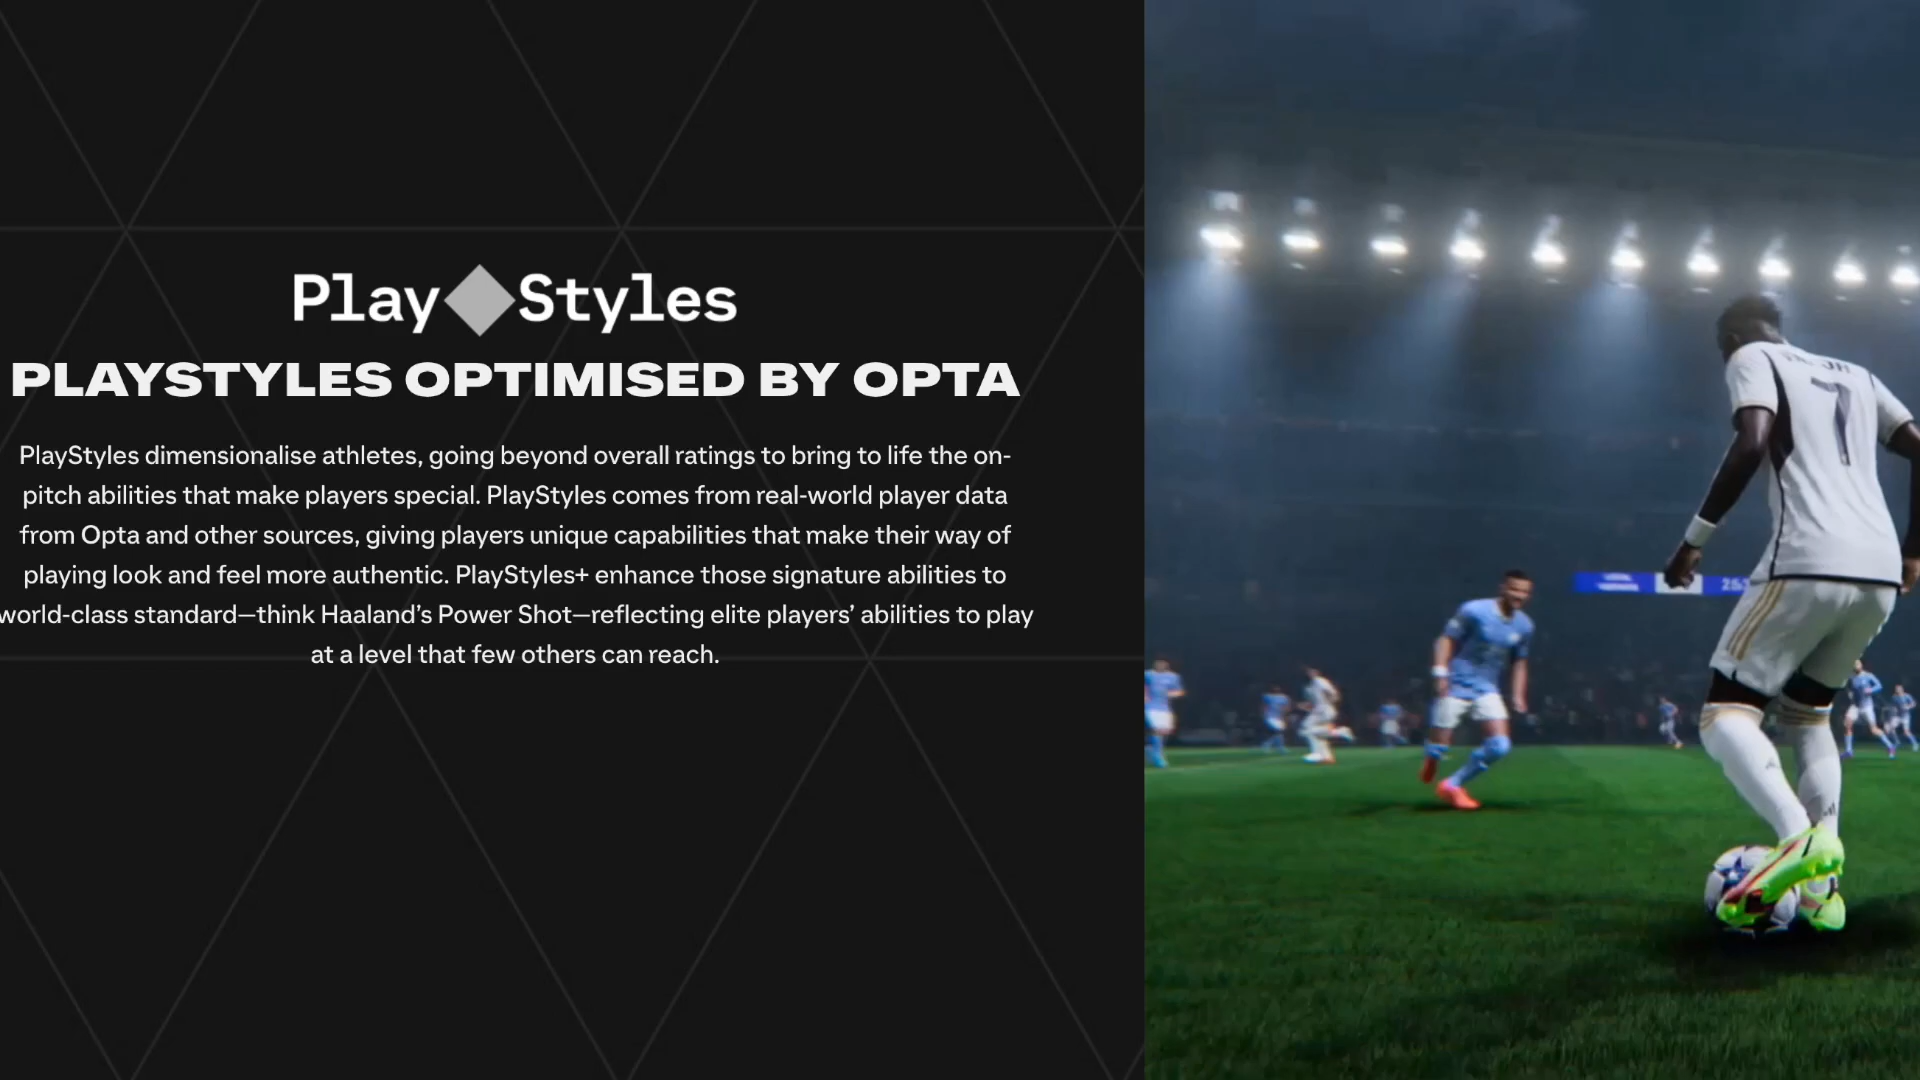 Play Styles
PLAYSTYLES OPTIMISED BY OPTA
PlayStyles dimensionalise athletes, going beyond overall ratings to bring to life the on-
pitch abilities that make players special. PlayStyles comes from real-world player data
from Opta and other sources, giving players unique capabilities that make their way of
playing look and feel more authentic. PlayStyles+ enhance those signature abilities to
world-class standard—think Haaland’s Power Shot—reflecting elite players’ abilities to play
at a level that few others can reach.
7